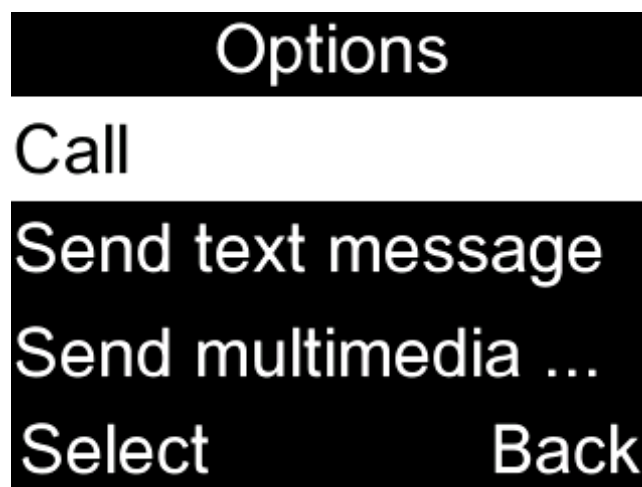 Options
Call
Send text message
Send multimedia ...
Select Back